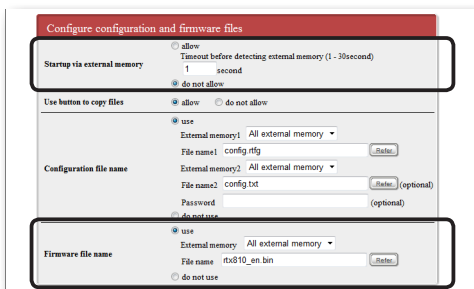 Configure configuration and firmware files
allow
Timeout before detecting external memory (1 - 30second)
Startup via external memory
1 second
do not allow
Use button to copy files allow do not allow
use
External memory1 All external memory
File name1 config.rtfg Refer
Configuration file name External memory2 All external memory
File name2 config.txt Refer (optional)
Password (optional)
do not use
use
External memory All external memory
Firmware file name
File name rtx810_en.bin Refer
do not use